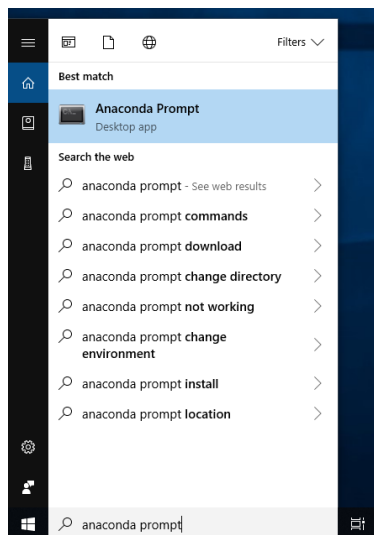 Filters
Best match
Anaconda Prompt
Desktop app
Search the web
anaconda prompt - See web results
anaconda prompt commands
anaconda prompt download
anaconda prompt change directory
anaconda prompt not working
anaconda prompt change
environment
anaconda prompt install
anaconda prompt location
anaconda prompt